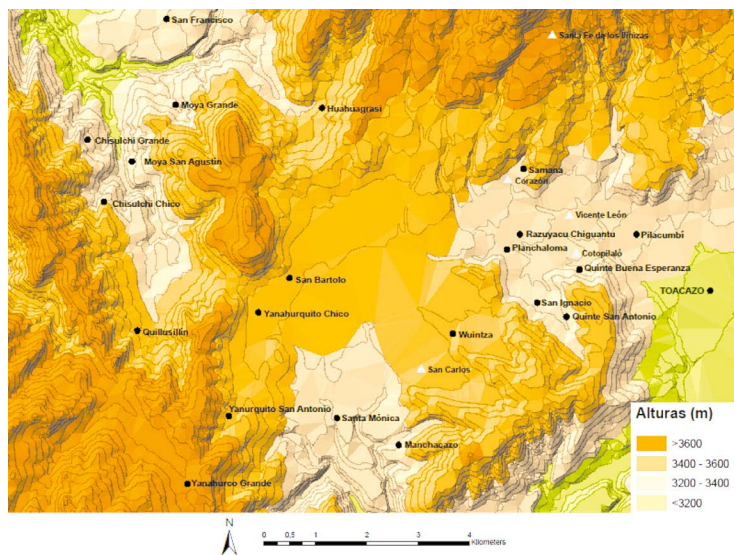 San Francisco
Santa Fe de los Ilinizas
Moya Grande
Huahuagrasi
Chisulchi Grande
Moya San Agustín
Samana
Corazón
Chisulchi Chico
Vicente León
Razuyacu Chiguantu
Pilacumbí
Planchaloma
Cotopilaló
Quinte Buena Esperanza
San Bartolo
TOACAZO
San Ignacio
Yanahurquito Chico
Quinte San Antonio
Quillusillín
Wuintza
San Carlos
Yanurquito San Antonio
Santa Mónica
Manchacazo
Yanahurco Grande
Alturas (m)
>3600
3400 - 3600
3200 - 3400
<3200
N
0 0,5 1 2 3 4
Kilometers